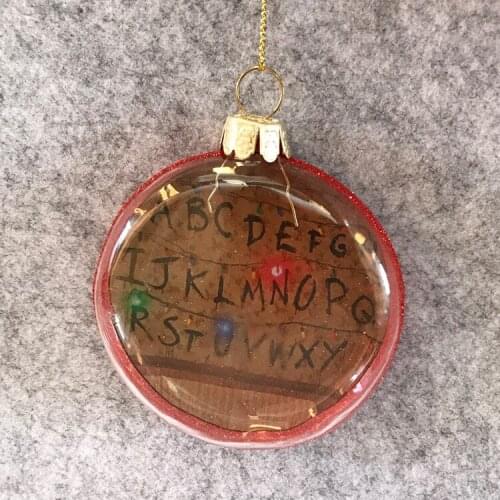 ABCDEFG
IJKLMNOPQ
RSTUVWXY